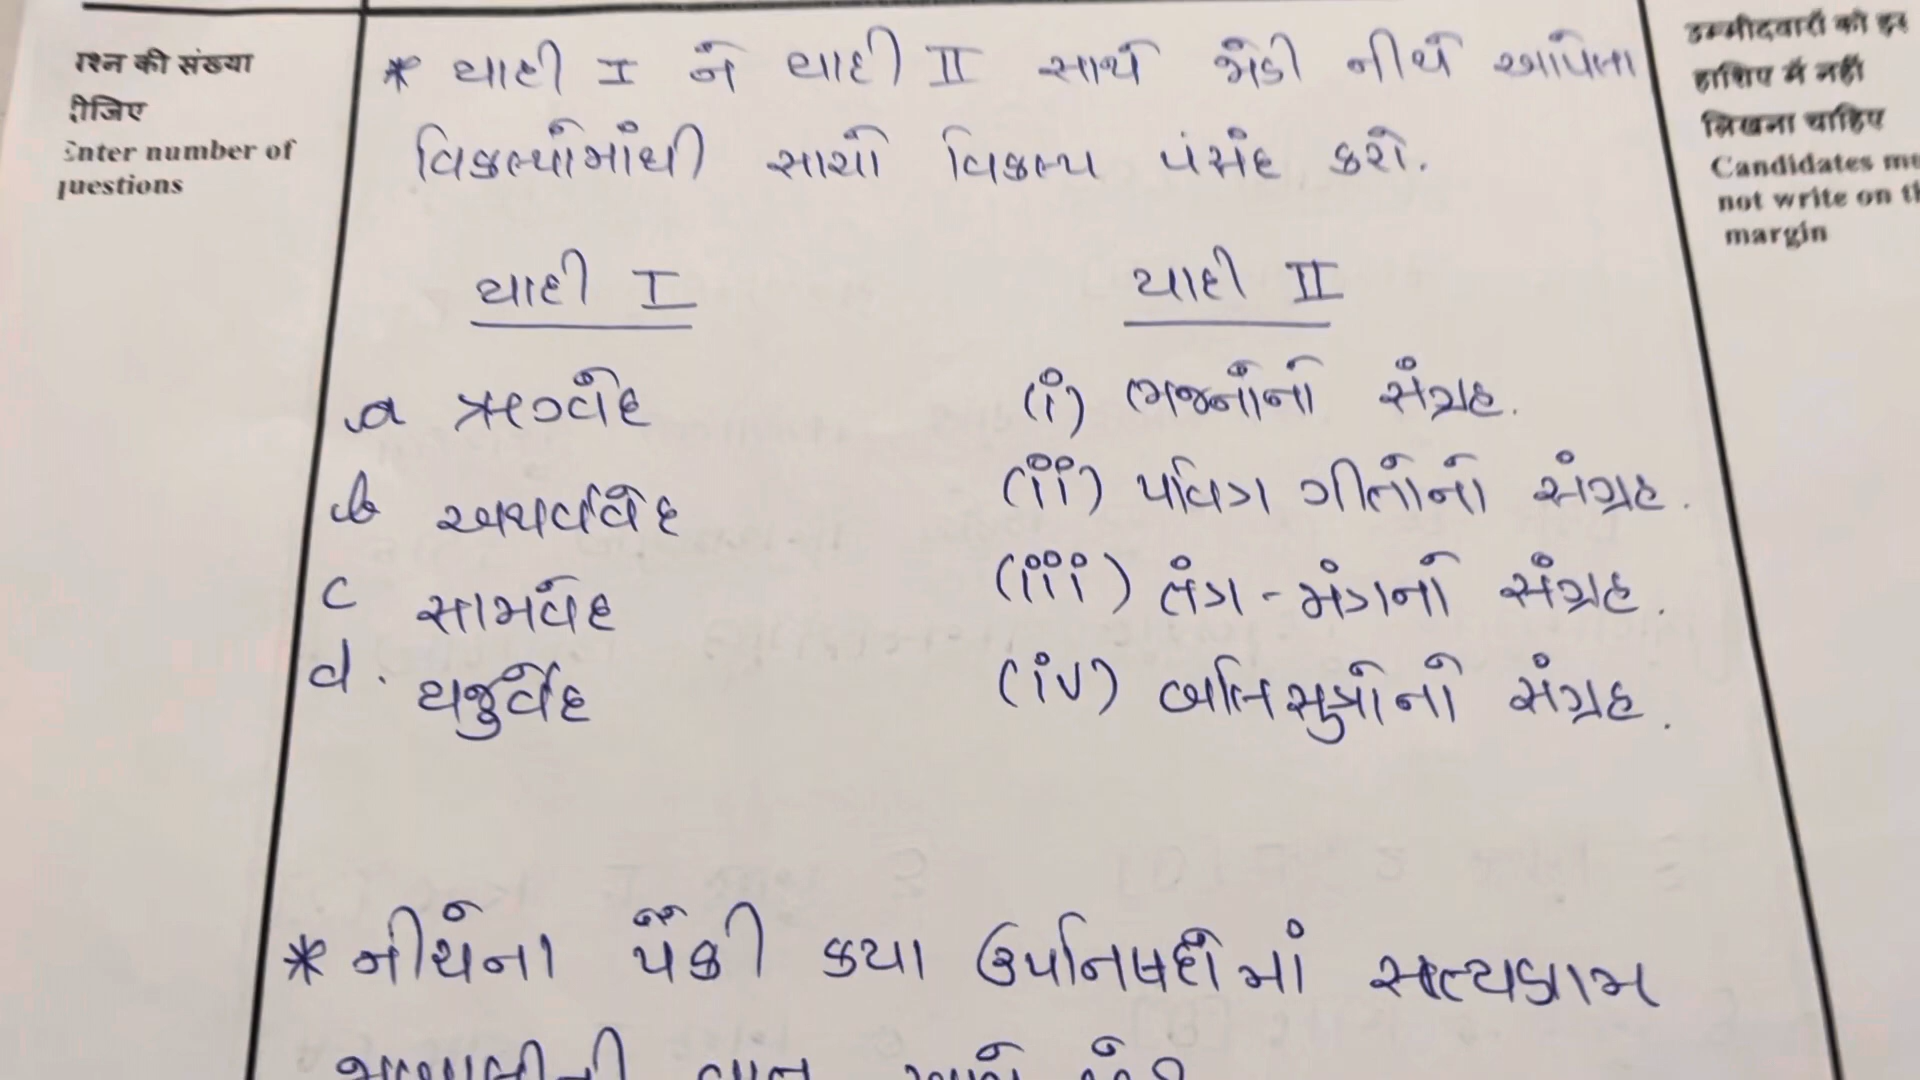 प्रश्न की संख्या
दीजिए
Enter number of
questions
* યાદી I ને યાદી II સાથે જોડી નીચે આપેલા
વિકલ્પોમાંથી સાચો વિકલ્પ પંસંદ કરો.
उम्मीदवारों को इस
हाशिए में नहीं
लिखना चाहिए
Candidates mu
not write on th
margin
યાદી I
યાદી II
a ઋગ્વેદ
(i) ભજનોનો સંગ્રહ.
b અથર્વવેદ
(ii) પવિત્ર ગીતોનો સંગ્રહ.
c સામવેદ
(iii) તંત્ર-મંત્રનો સંગ્રહ.
d. યજુર્વેદ
(iv) બલિસુત્રોનો સંગ્રહ.
* નીચેના પૈકી કયા ઉપનિષદોમાં સત્યકામ